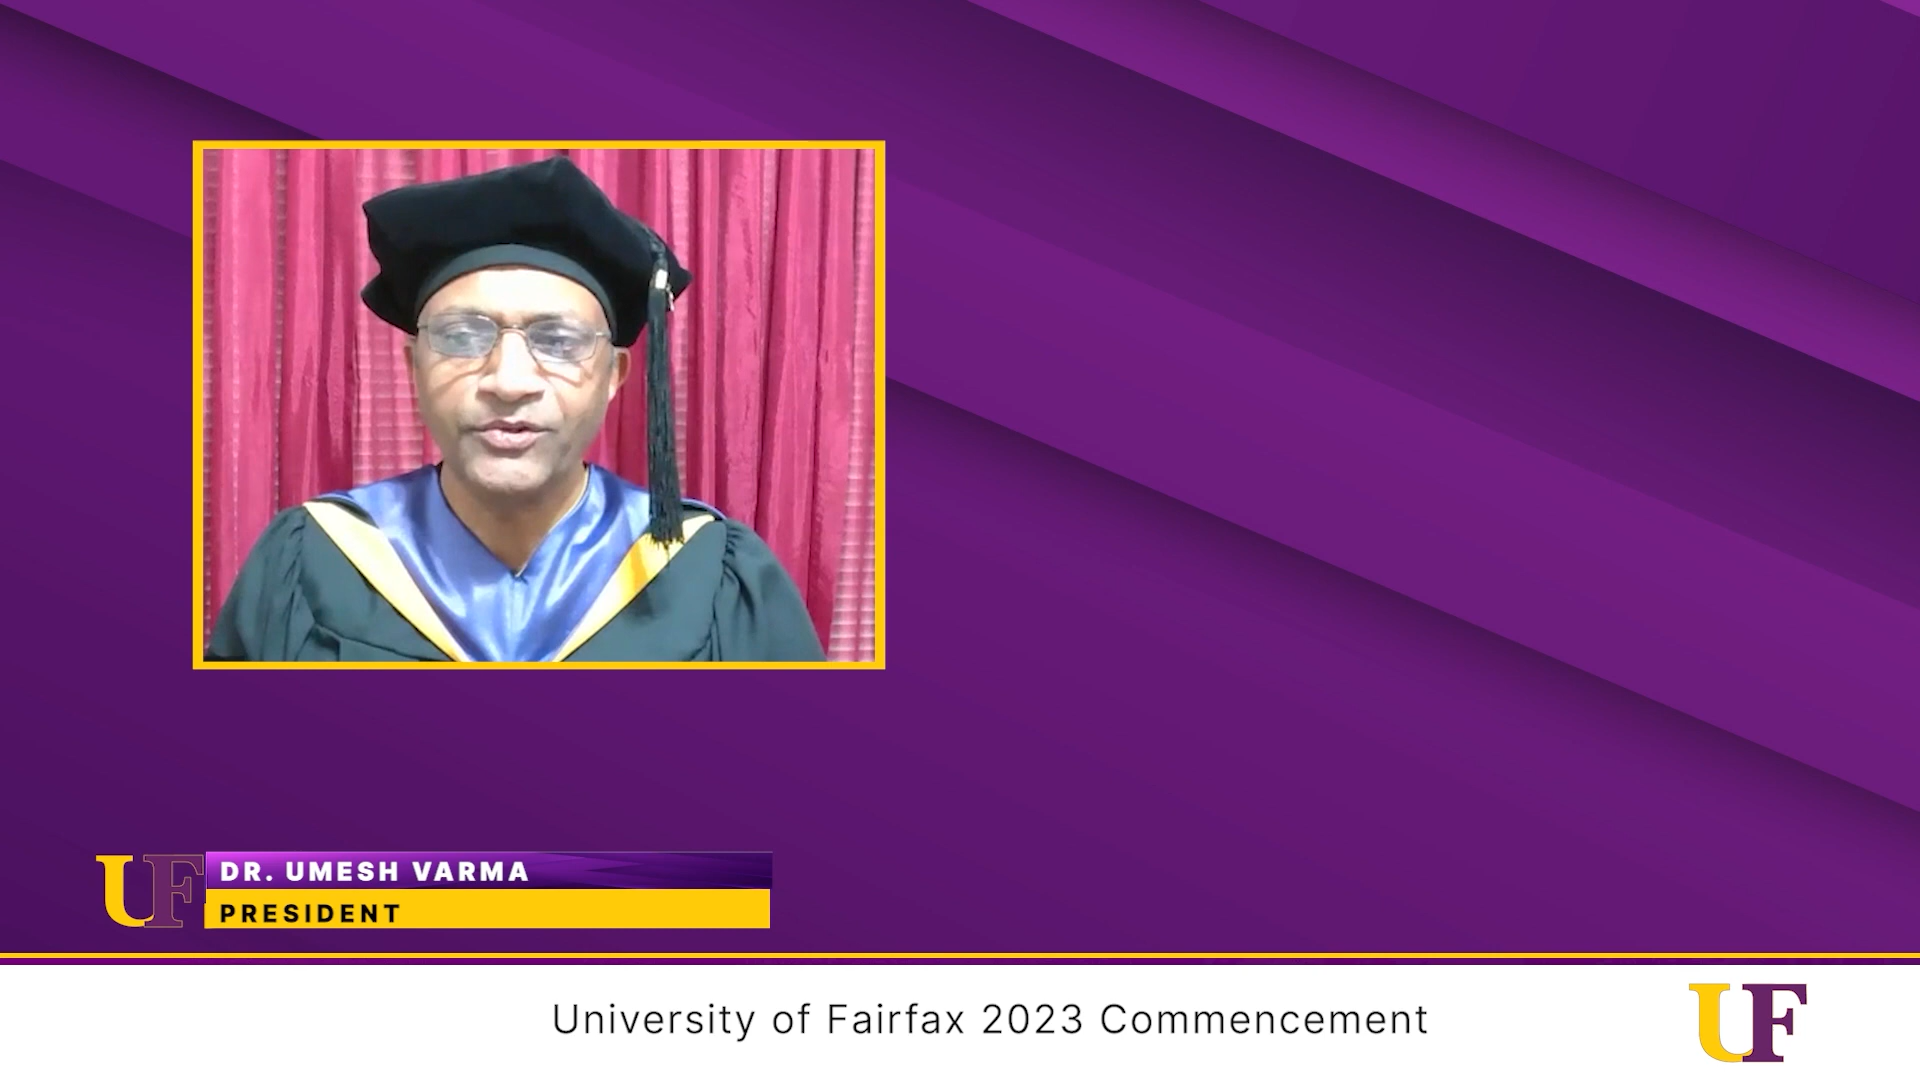 UF
DR. UMESH VARMA
PRESIDENT
University of Fairfax 2023 Commencement
UF